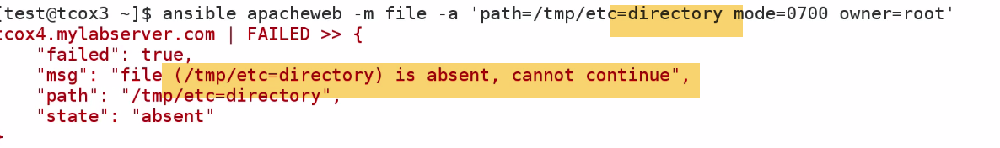 [test@tcox3 ~]$ ansible apacheweb -m file -a 'path=/tmp/etc=directory mode=0700 owner=root'
tcox4.mylabserver.com | FAILED >> {
    "failed": true,
    "msg": "file (/tmp/etc=directory) is absent, cannot continue",
    "path": "/tmp/etc=directory",
    "state": "absent"
}